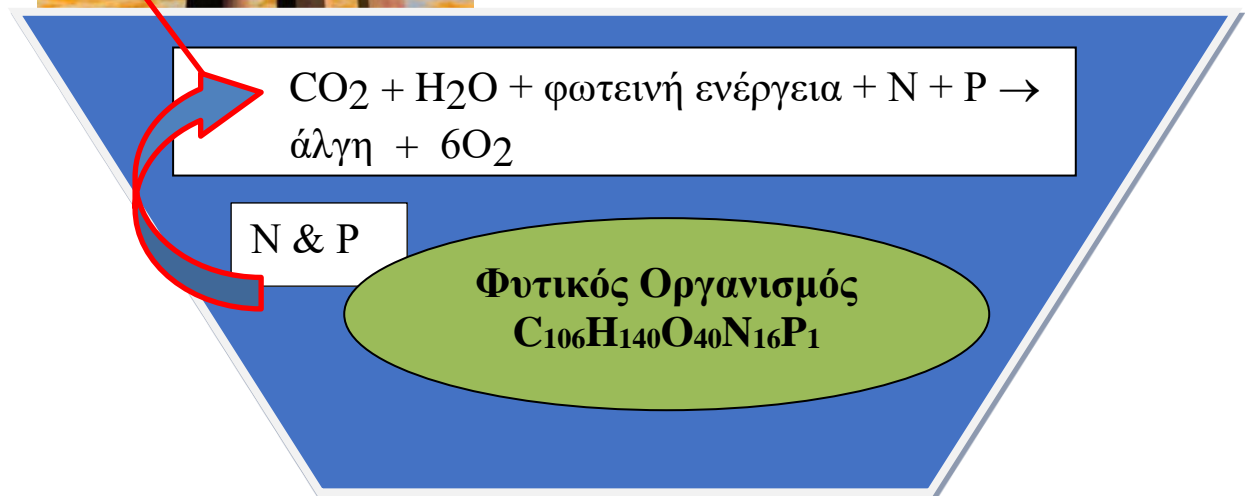 CO2 + H2O + φωτεινή ενέργεια + N + P →
άλγη + 6O2
N & P
Φυτικός Οργανισμός
C₁₀₆H₁₄₀O₄₀N₁₆P₁